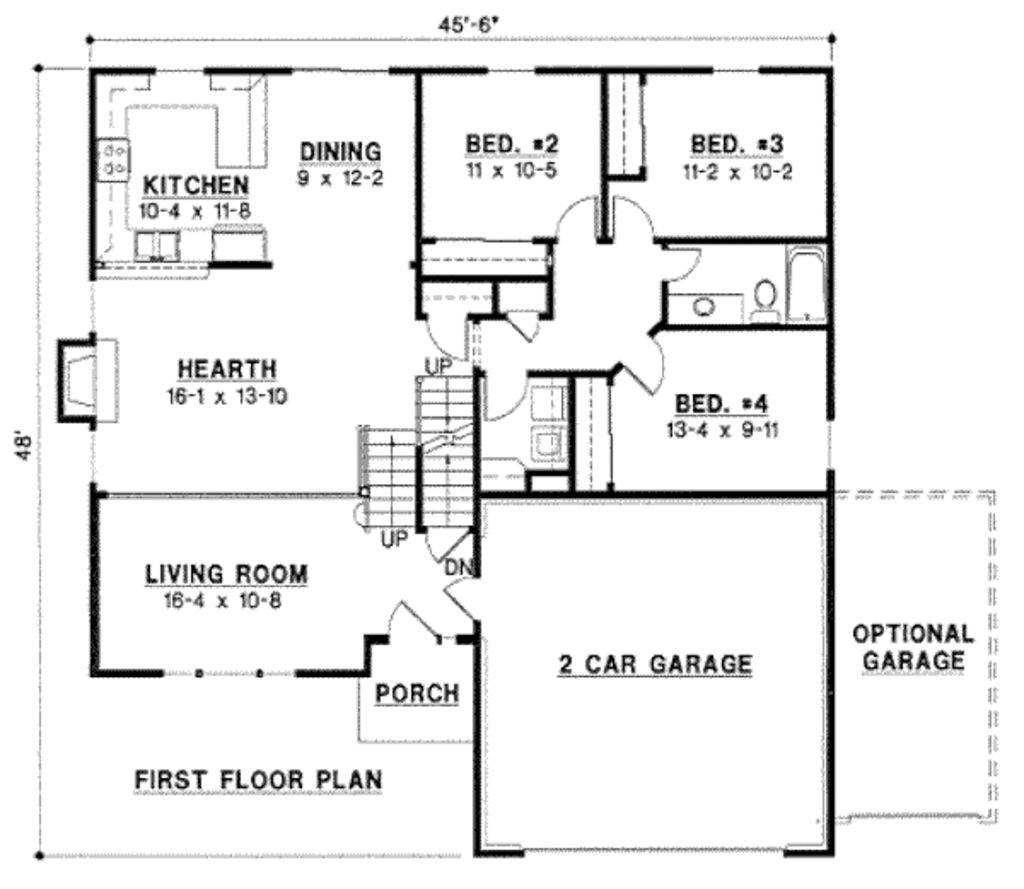 45'-6"
BED. #2
11 x 10-5
BED. #3
11-2 x 10-2
DINING
9 x 12-2
KITCHEN
10-4 x 11-8
HEARTH
16-1 x 13-10
UP
BED. #4
13-4 x 9-11
48'
UP
DN
LIVING ROOM
16-4 x 10-8
2 CAR GARAGE
OPTIONAL
GARAGE
PORCH
FIRST FLOOR PLAN